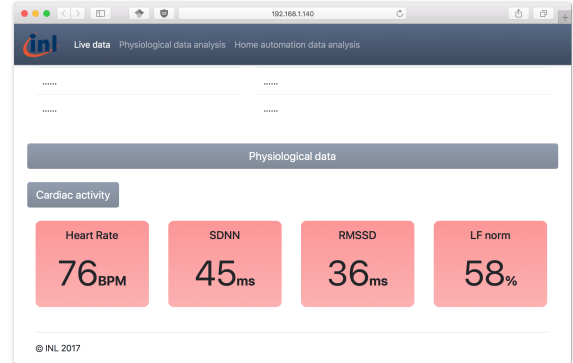 192.168.1.140
inl Live data Physiological data analysis Home automation data analysis
...... ......
...... ......
Physiological data
Cardiac activity
Heart Rate SDNN RMSSD LF norm
76BPM 45ms 36ms 58%
© INL 2017